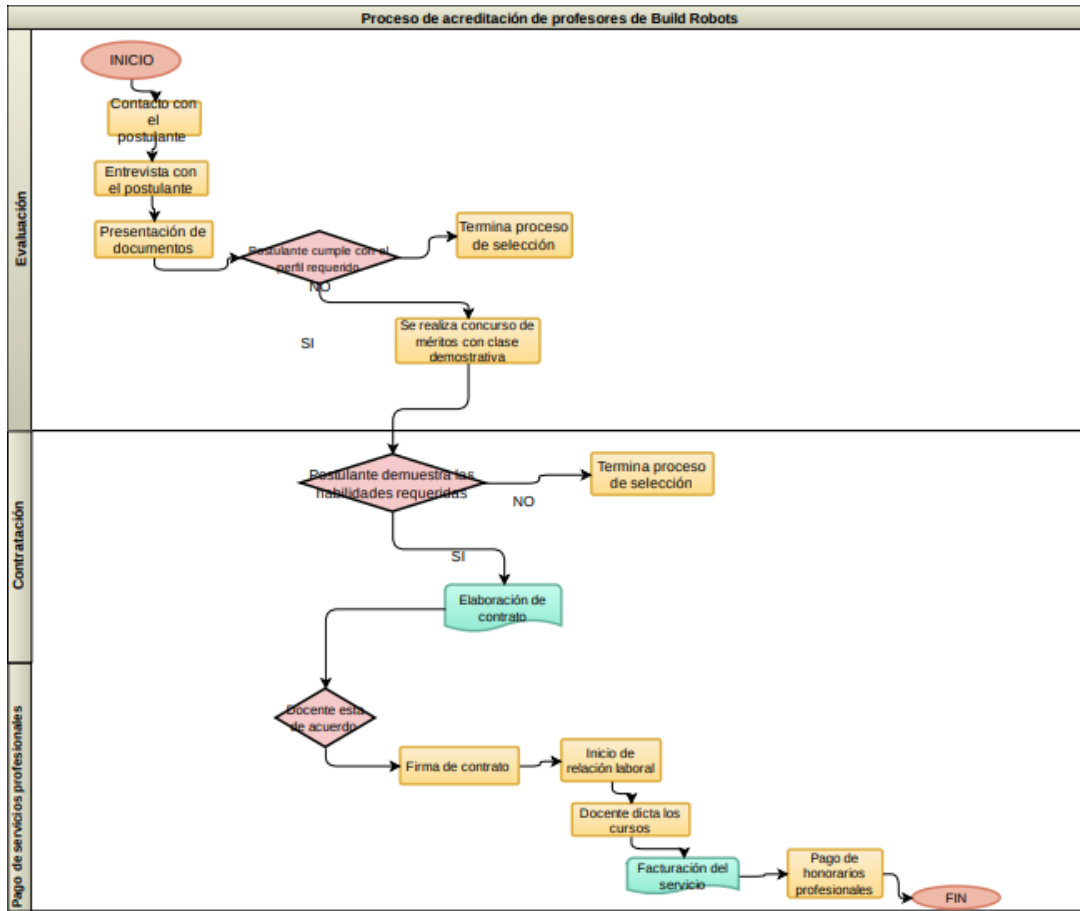 Proceso de acreditación de profesores de Build Robots
Evaluación
INICIO
Contacto con
el
postulante
Entrevista con
el postulante
Presentación de
documentos
Postulante cumple con el
perfil requerido
NO
Termina proceso
de selección
SI
Se realiza concurso de
méritos con clase
demostrativa
Contratación
Postulante demuestra las
habilidades requeridas
NO
Termina proceso
de selección
SI
Elaboración de
contrato
Pago de servicios profesionales
Docente esta
de acuerdo
Firma de contrato
Inicio de
relación laboral
Docente dicta los
cursos
Facturación del
servicio
Pago de
honorarios
profesionales
FIN